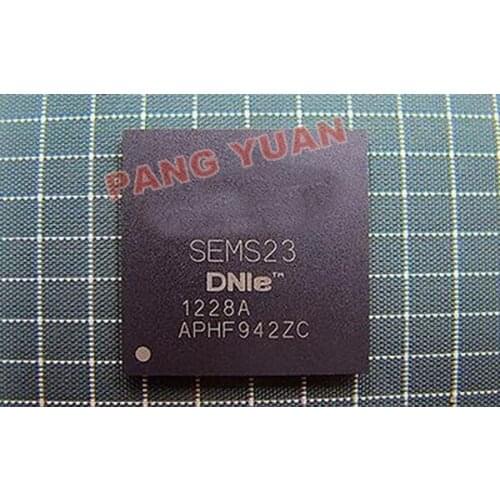 PANG YUAN
SEMS23
DNIe™
1228A
APHF942ZC